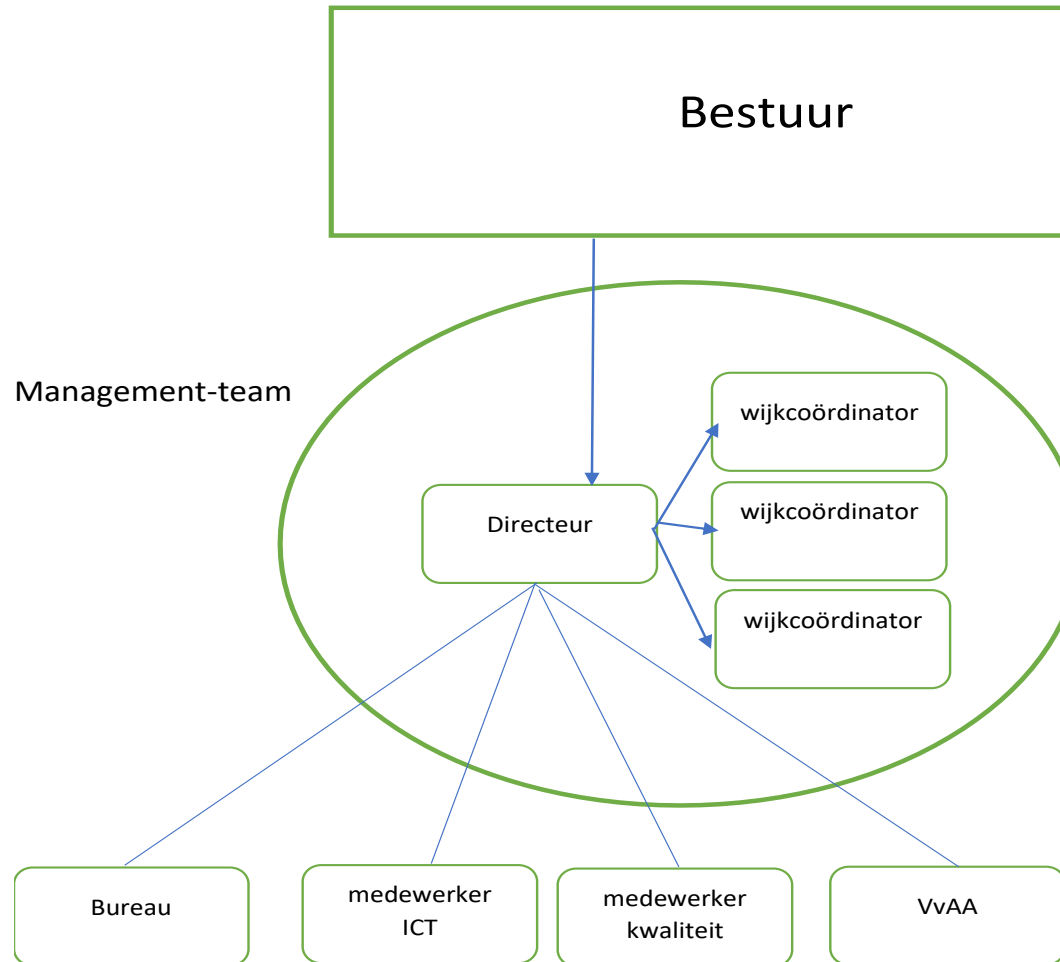 Bestuur
Management-team
wijkcoördinator
wijkcoördinator
Directeur
wijkcoördinator
Bureau
medewerker
ICT
medewerker
kwaliteit
VvAA